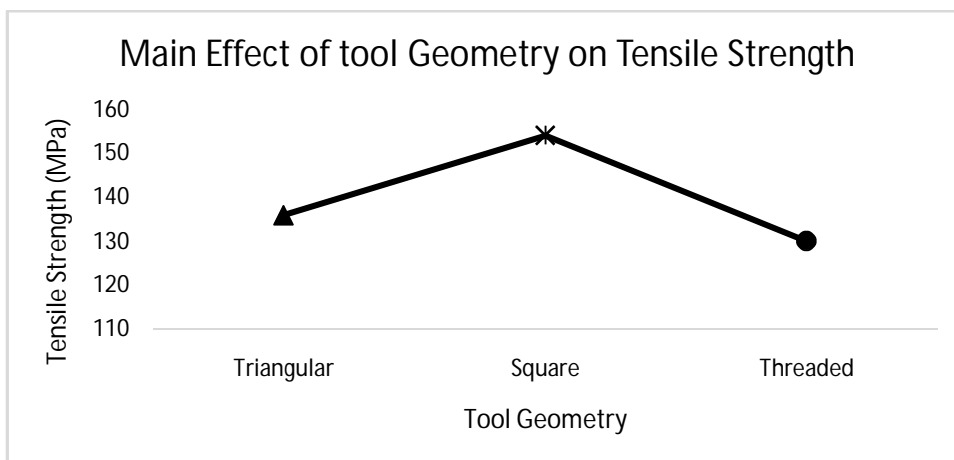 Main Effect of tool Geometry on Tensile Strength
Tensile Strength (MPa)
160
150
140
130
120
110
Triangular Square Threaded
Tool Geometry